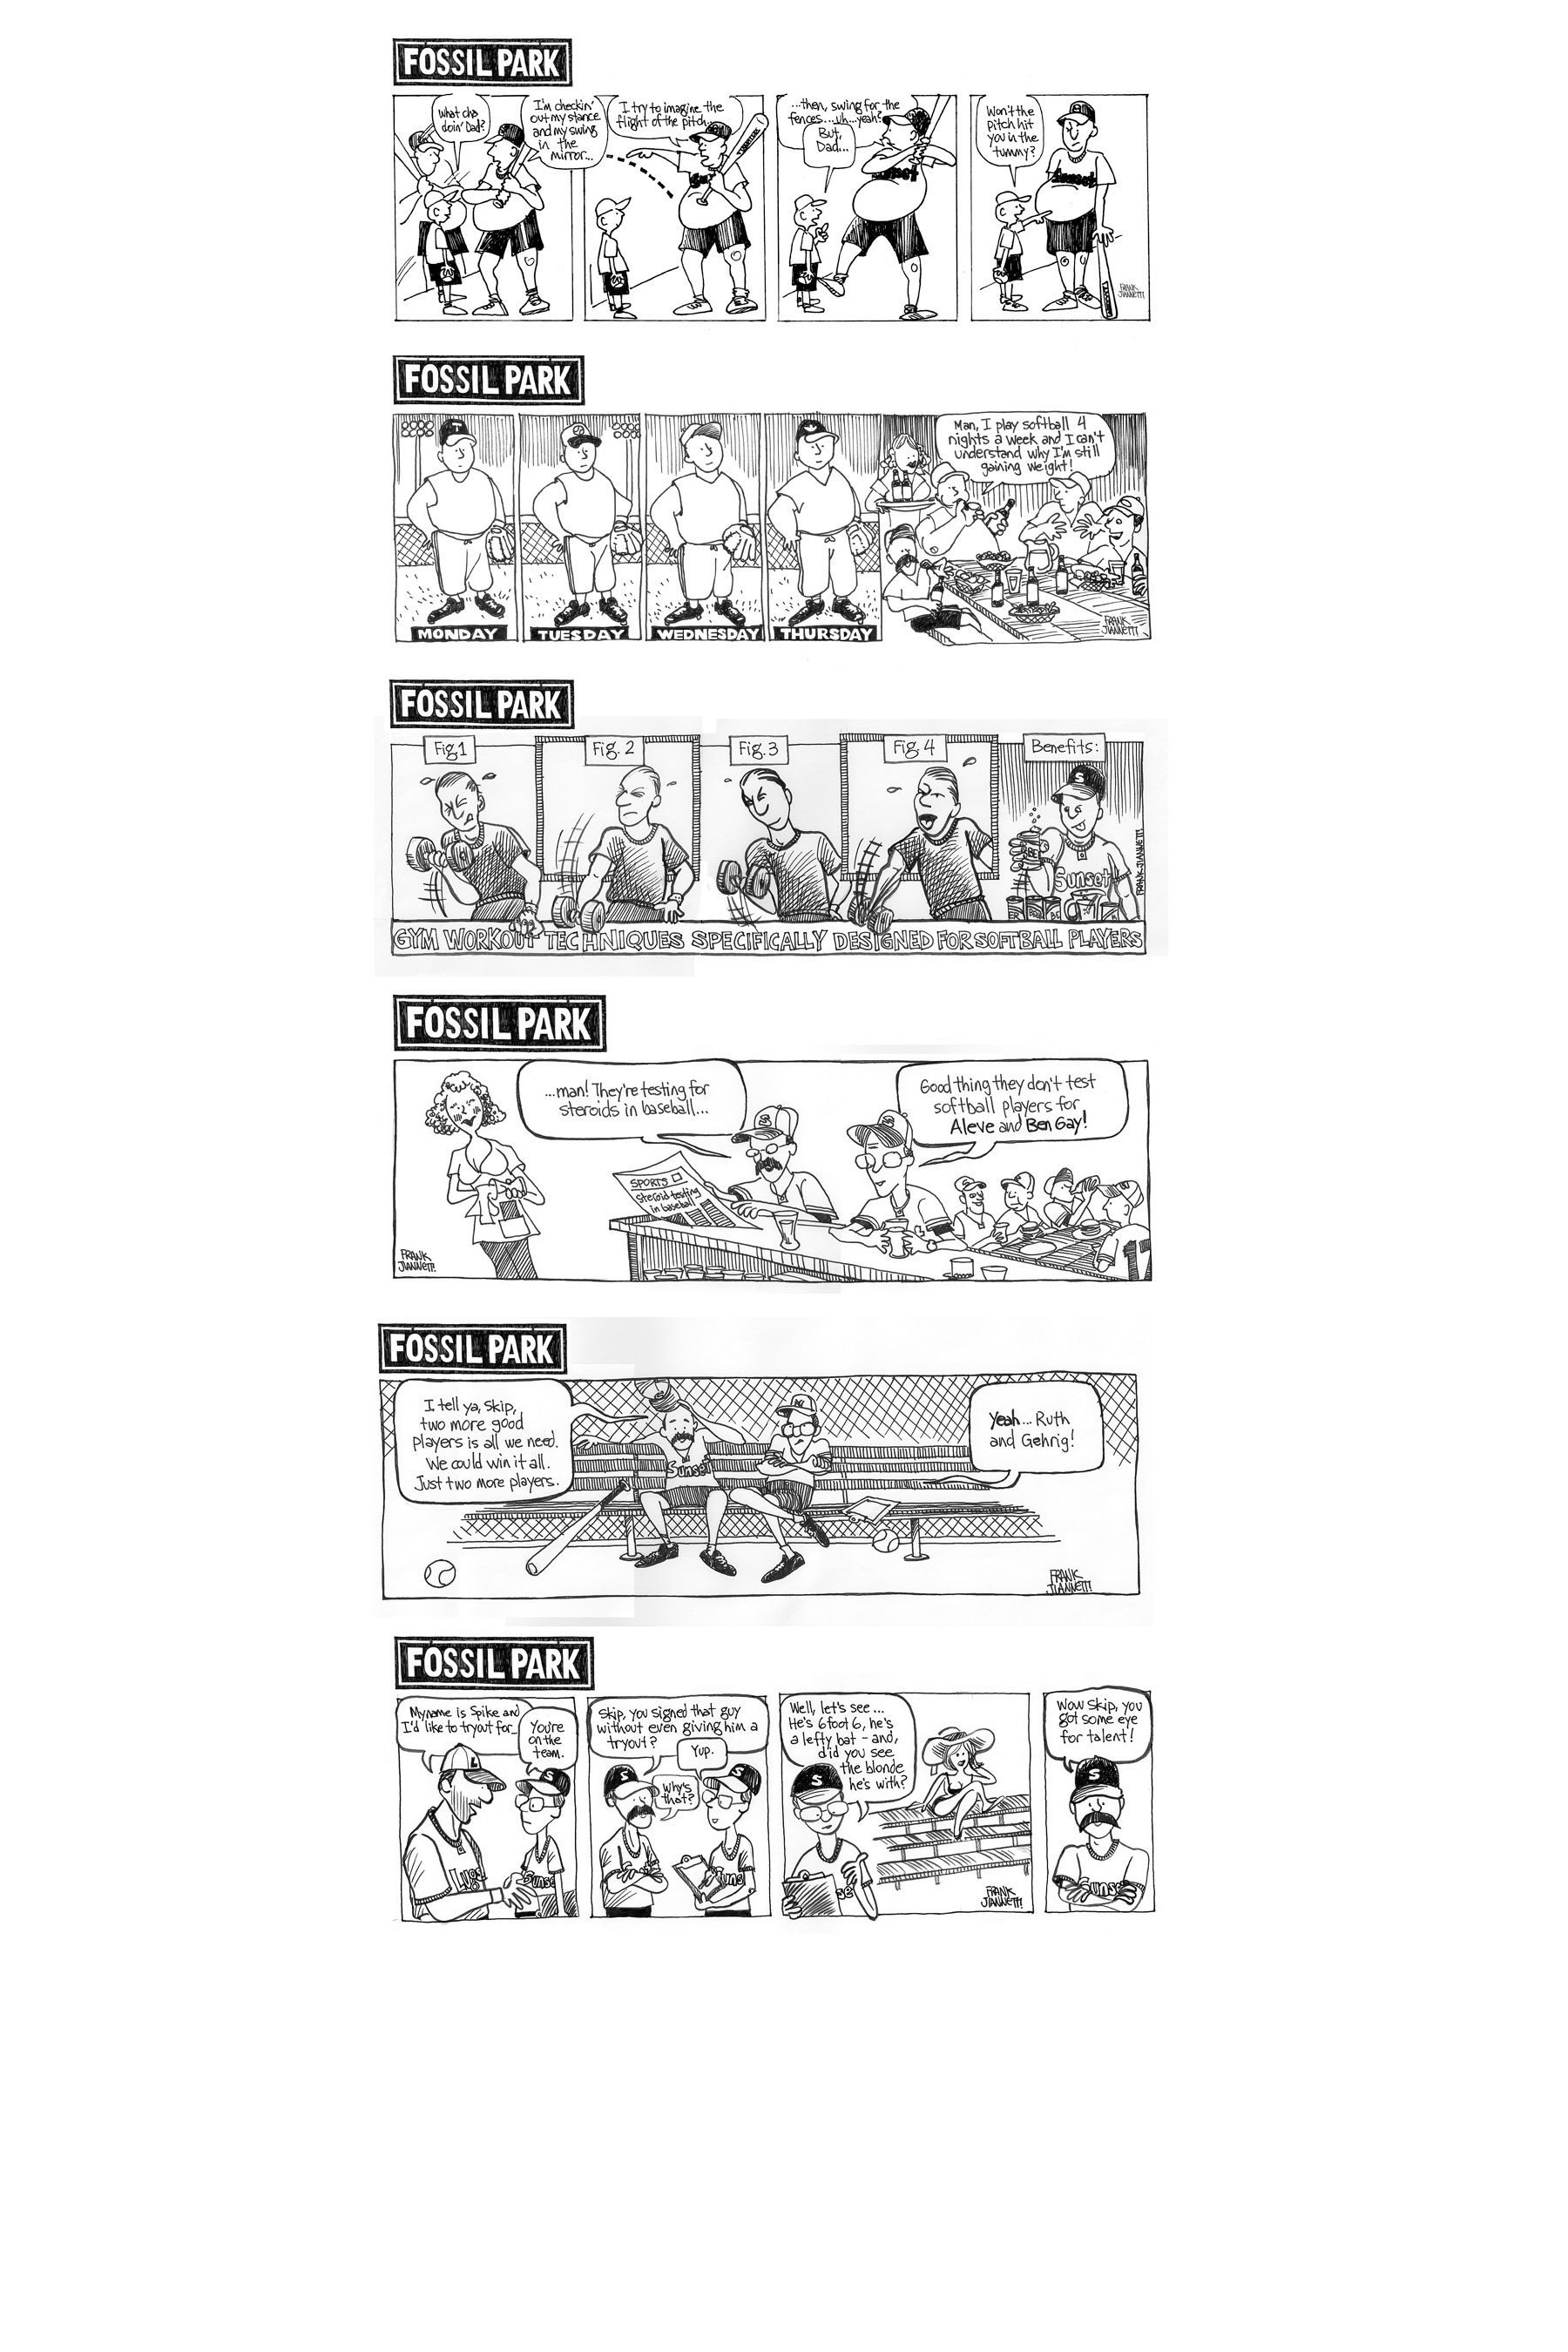 FOSSIL PARK
What cha
doin' Dad?
I'm checkin'
out my stance
and my swing
in the
mirror...
I try to imagine the
flight of the pitch...
...then, swing for the
fences...uh...yeah?
But,
Dad...
Won't the
pitch hit
you in the
tummy?
Sunset
FRANK
JIANNETTI
FOSSIL PARK
Man, I play softball 4
nights a week and I can't
understand why I'm still
gaining weight!
MONDAY
TUESDAY
WEDNESDAY
THURSDAY
FRANK
JIANNETTI
FOSSIL PARK
Fig.1
Fig. 2
Fig. 3
Fig. 4
Benefits:
S
Sunset
FRANK JIANNETTI
GYM WORKOUT TECHNIQUES SPECIFICALLY DESIGNED FOR SOFTBALL PLAYERS
FOSSIL PARK
...man! They're testing for
steroids in baseball...
Good thing they don't test
softball players for
Aleve and Ben Gay!
S
S
SPORTS
steroid testing
in baseball
FRANK
JIANNETTI
FOSSIL PARK
I tell ya, Skip,
two more good
players is all we need.
We could win it all.
Just two more players.
Yeah... Ruth
and Gehrig!
Sunset
FRANK
JIANNETTI
FOSSIL PARK
My name is Spike and
I'd like to tryout for...
You're
on the
team.
S
Lugs
Sunse
Skip, you signed that guy
without even giving him a
tryout?
Yup.
Why's
that?
S
S
unse
Well, let's see...
He's 6 foot 6, he's
a lefty bat - and,
did you see
the blonde
he's with?
S
se
FRANK
JIANNETTI
Wow Skip, you
got some eye
for talent!
S
Sunse